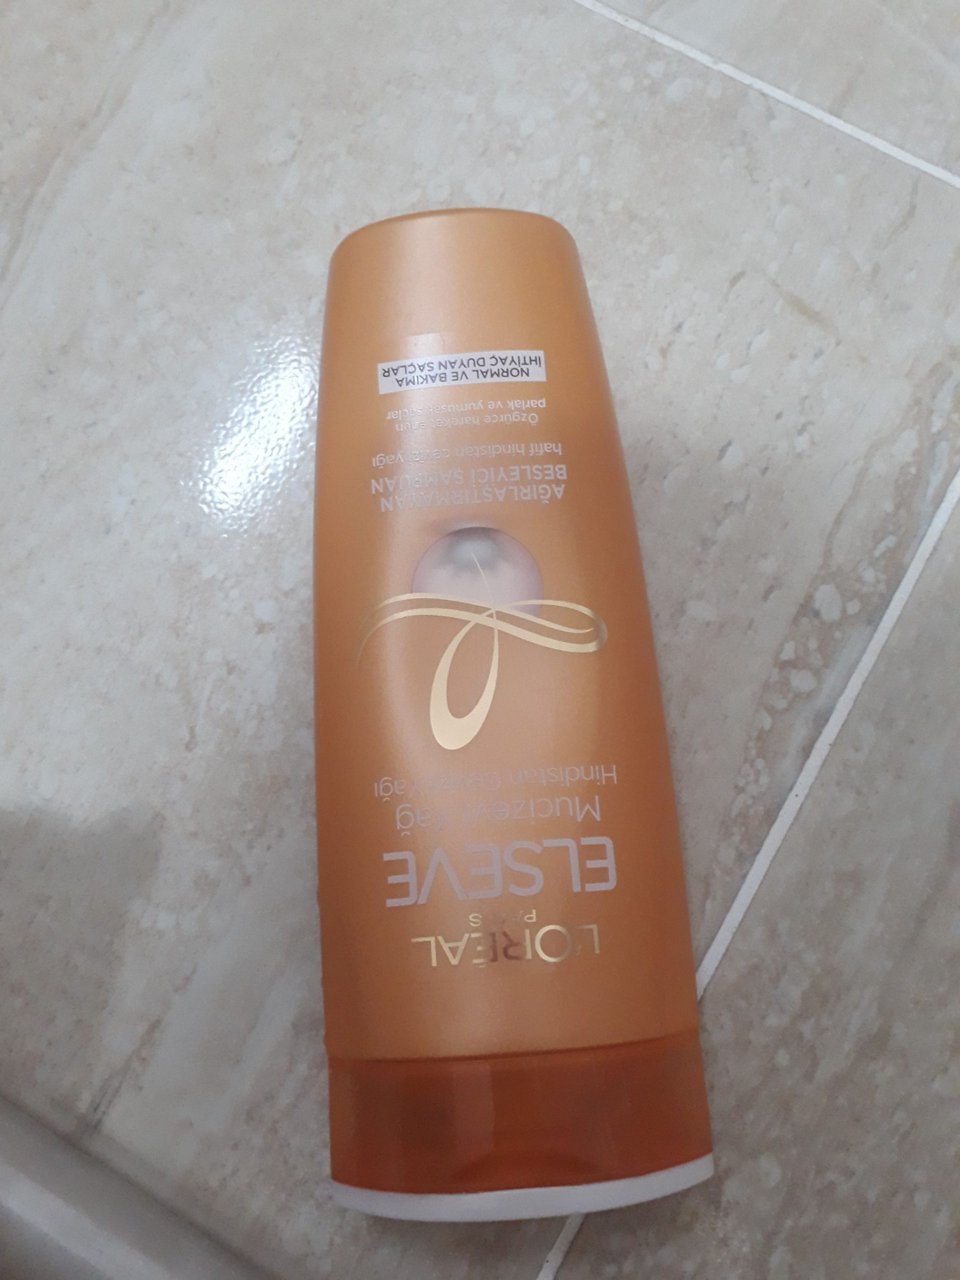 L'ORÉAL
PARIS
ELSEVE
Mucizevi Yağ
Hindistan Cevizi Yağı
AĞIRLAŞTIRMAYAN
BESLEYİCİ ŞAMPUAN
hafif hindistan cevizi yağı
Özgürce hareket eden
parlak ve yumuşak saçlar
NORMAL VE BAKIMA
İHTİYAÇ DUYAN SAÇLAR